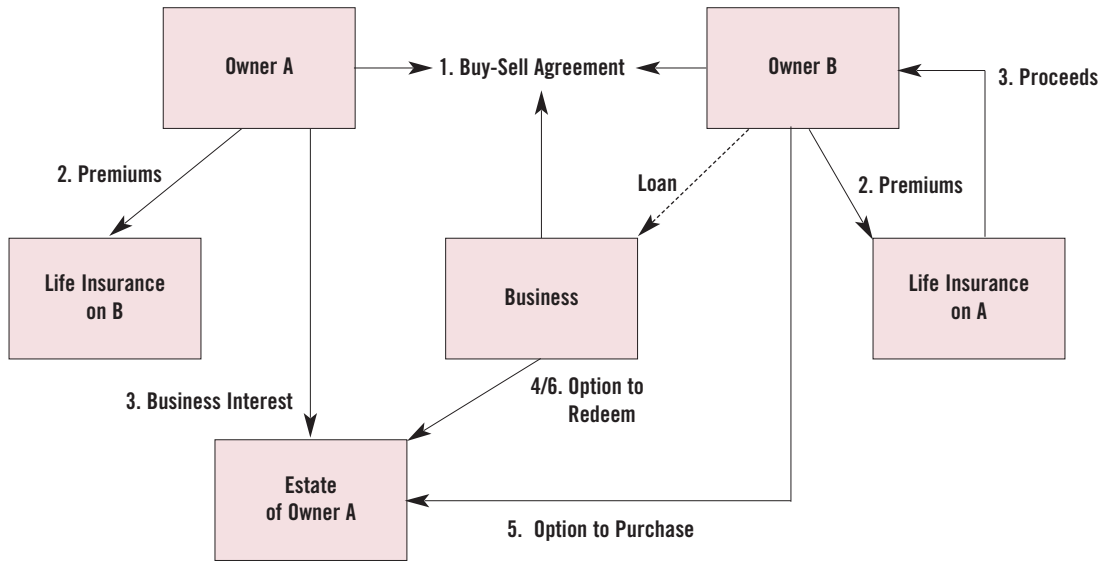 Owner A
1. Buy-Sell Agreement
Owner B
3. Proceeds
2. Premiums
Loan
2. Premiums
Life Insurance
on B
Business
Life Insurance
on A
3. Business Interest
4/6. Option to
Redeem
Estate
of Owner A
5. Option to Purchase